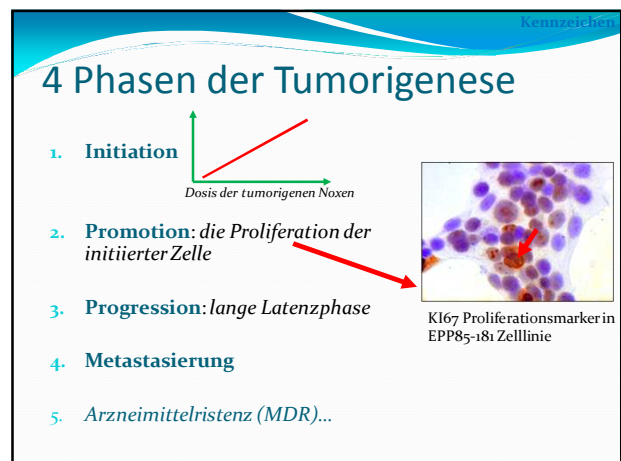 Kennzeichen
4 Phasen der Tumorigenese
1. Initiation
Dosis der tumorigenen Noxen
2. Promotion: die Proliferation der
initiierter Zelle
3. Progression: lange Latenzphase
KI67 Proliferationsmarker in
EPP85-181 Zelllinie
4. Metastasierung
5. Arzneimittelristenz (MDR)...